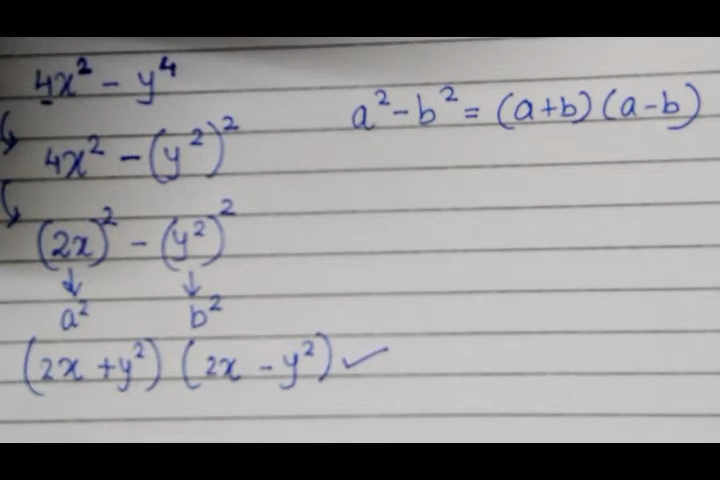 4x² - y⁴
a² - b² = (a+b) (a-b)
4x² - (y²)²
(2x)² - (y²)²
↓ ↓
a² b²
(2x + y²) (2x - y²) ✓